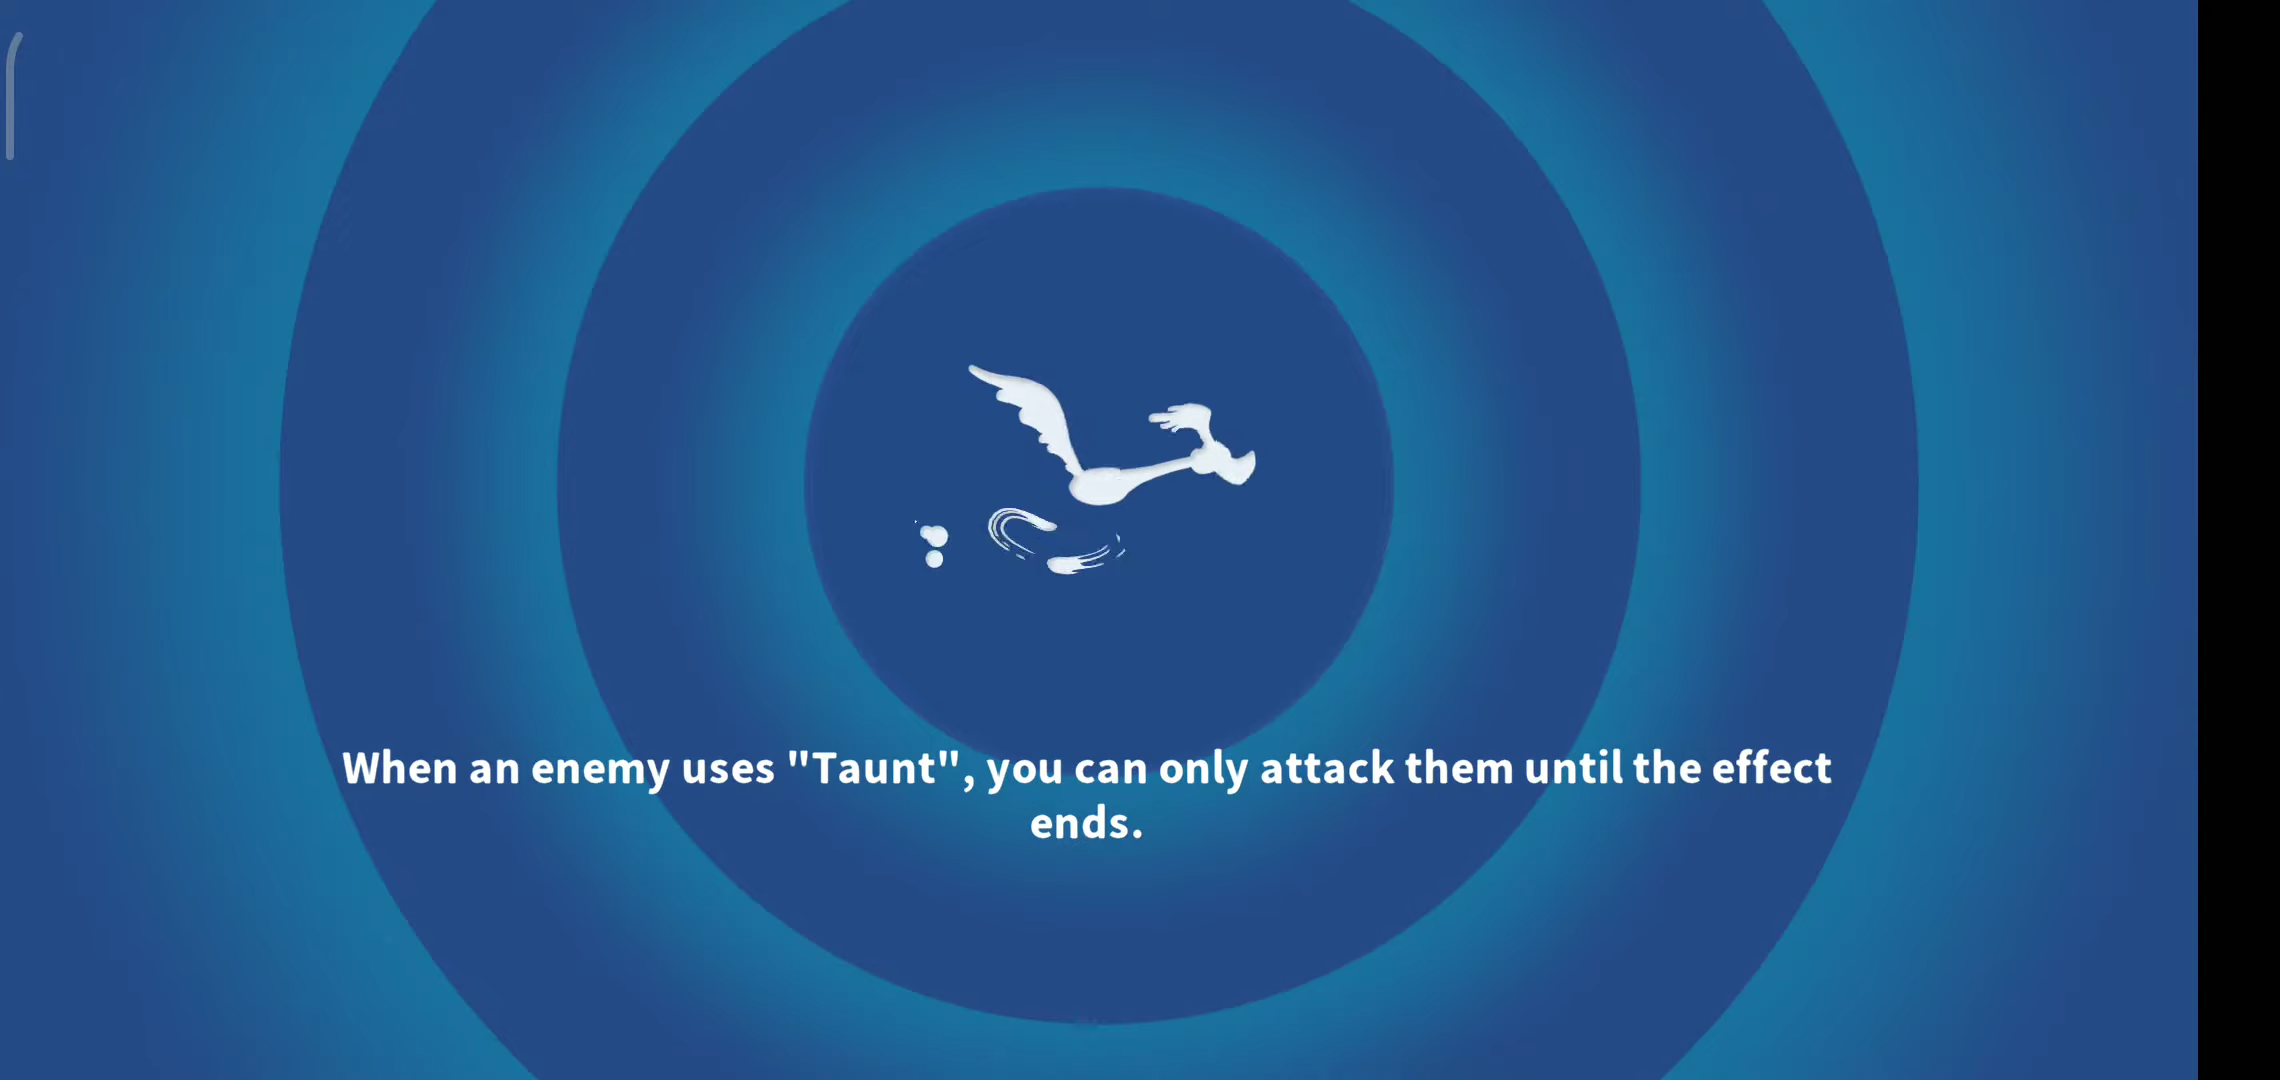 When an enemy uses "Taunt", you can only attack them until the effect
ends.